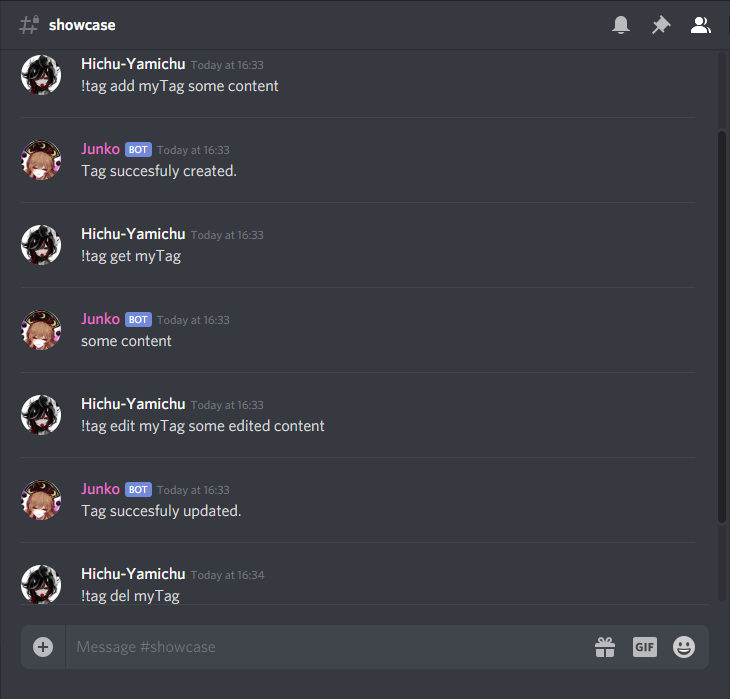 showcase
Hichu-Yamichu Today at 16:33
!tag add myTag some content
Junko BOT Today at 16:33
Tag succesfuly created.
Hichu-Yamichu Today at 16:33
!tag get myTag
Junko BOT Today at 16:33
some content
Hichu-Yamichu Today at 16:33
!tag edit myTag some edited content
Junko BOT Today at 16:33
Tag succesfuly updated.
Hichu-Yamichu Today at 16:34
!tag del myTag
Message #showcase GIF